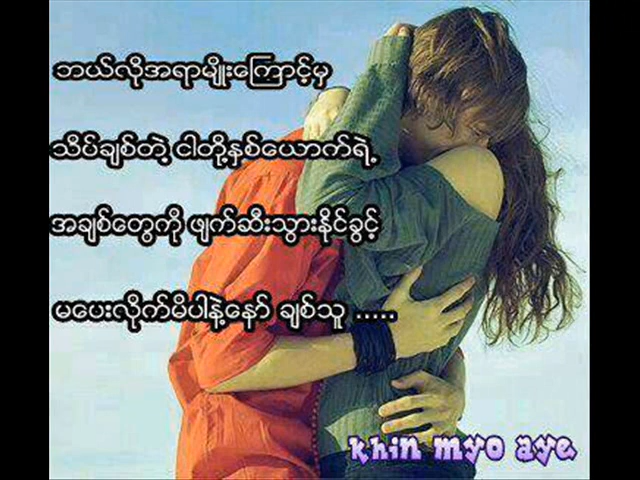 ဘယ်လိုအရာမျိုးကြောင့်မှ
သိပ်ချစ်တဲ့ ငါတို့နှစ်ယောက်ရဲ့
အချစ်တွေကို ဖျက်ဆီးသွားနိုင်ခွင့်
မပေးလိုက်မိပါနဲ့နော် ချစ်သူ .....
khin myo aye